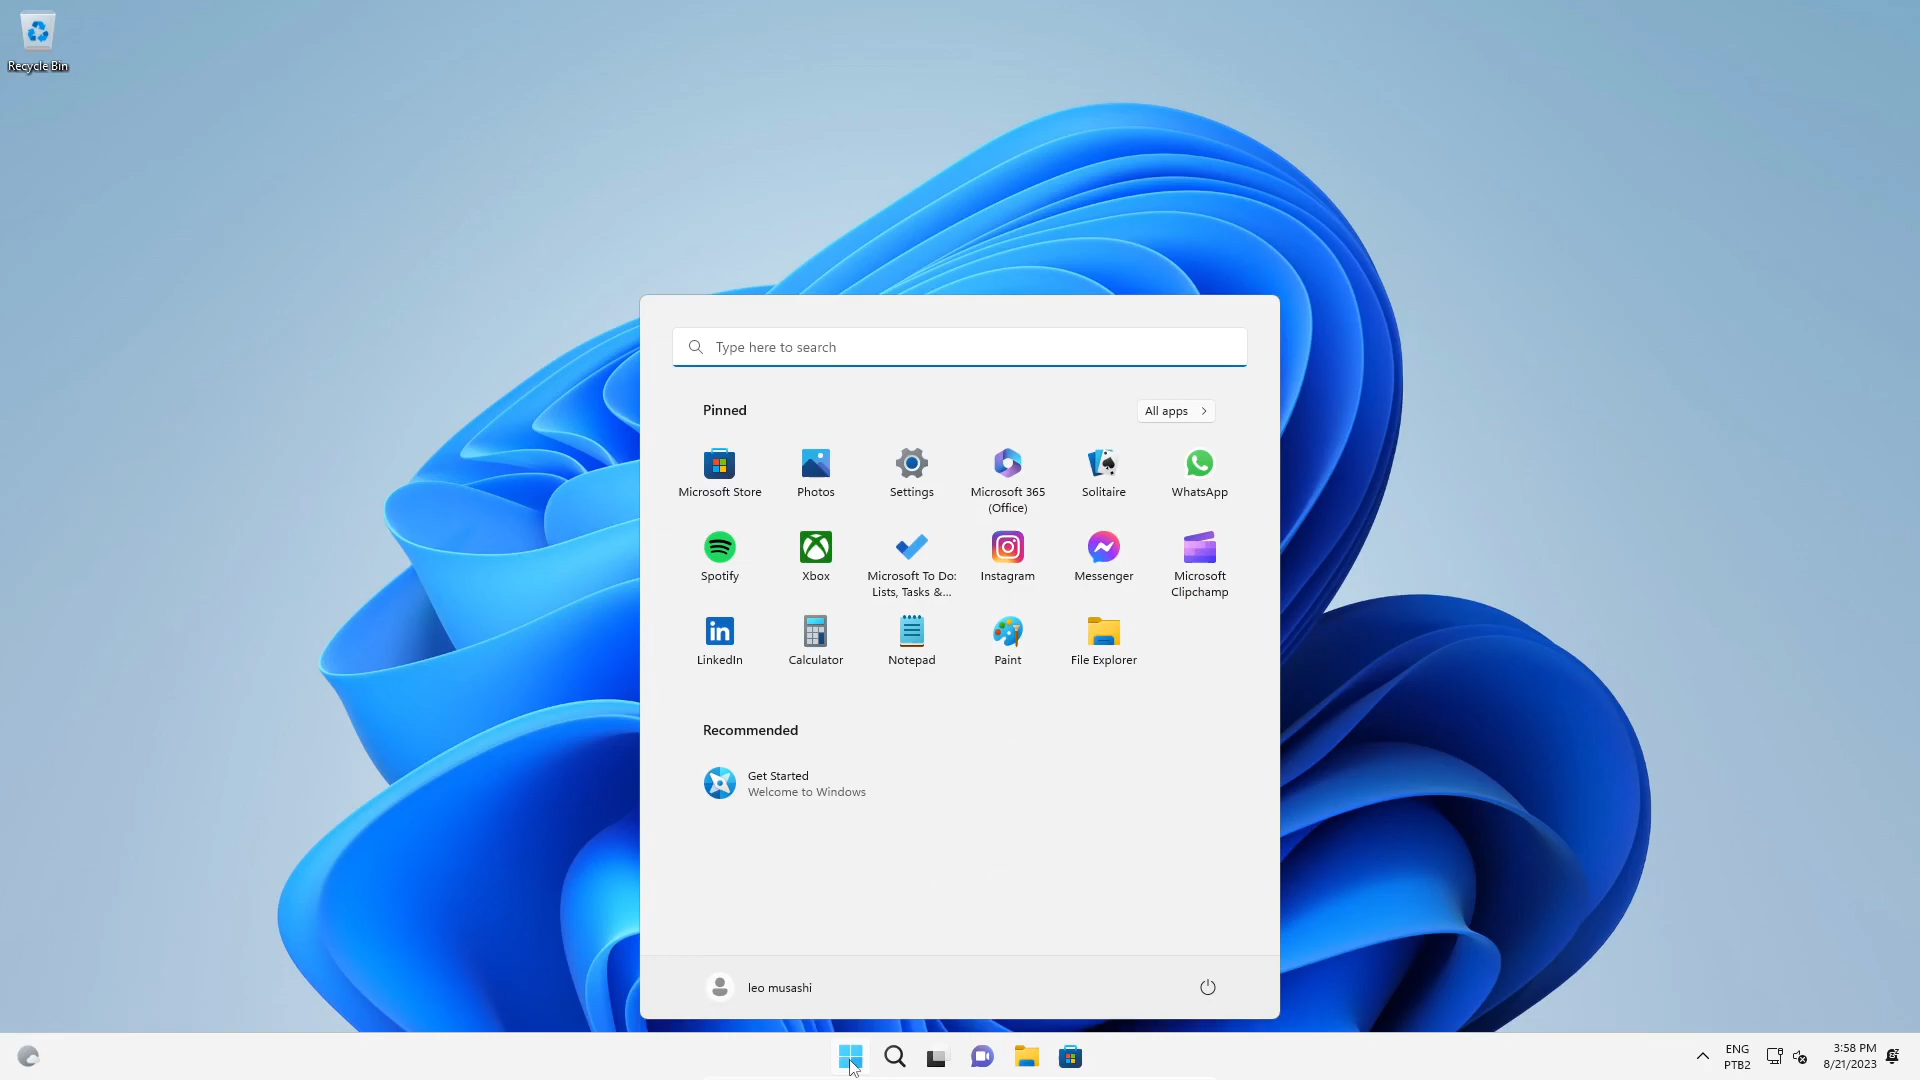 Recycle Bin
Type here to search
Pinned
All apps
Microsoft Store
Photos
Settings
Microsoft 365
(Office)
Solitaire
WhatsApp
Spotify
Xbox
Microsoft To Do:
Lists, Tasks &...
Instagram
Messenger
Microsoft
Clipchamp
in
LinkedIn
Calculator
Notepad
Paint
File Explorer
Recommended
Get Started
Welcome to Windows
leo musashi
ENG
PTB2
3:58 PM
8/21/2023